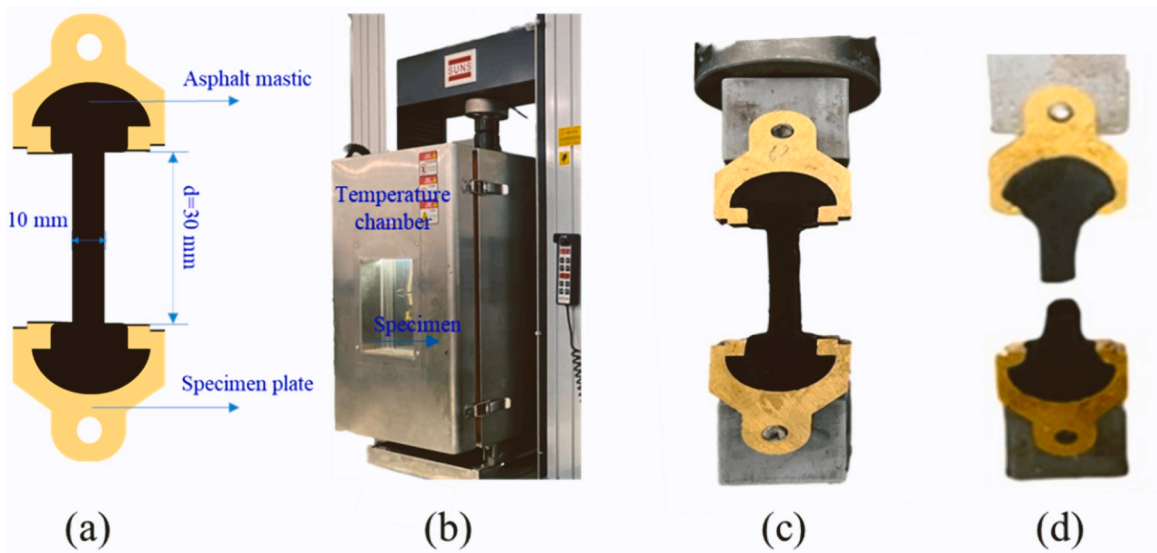 Asphalt mastic
10 mm
d=30 mm
Specimen plate
(a)
SUNS
Temperature
chamber
Specimen
(b)
(c)
(d)